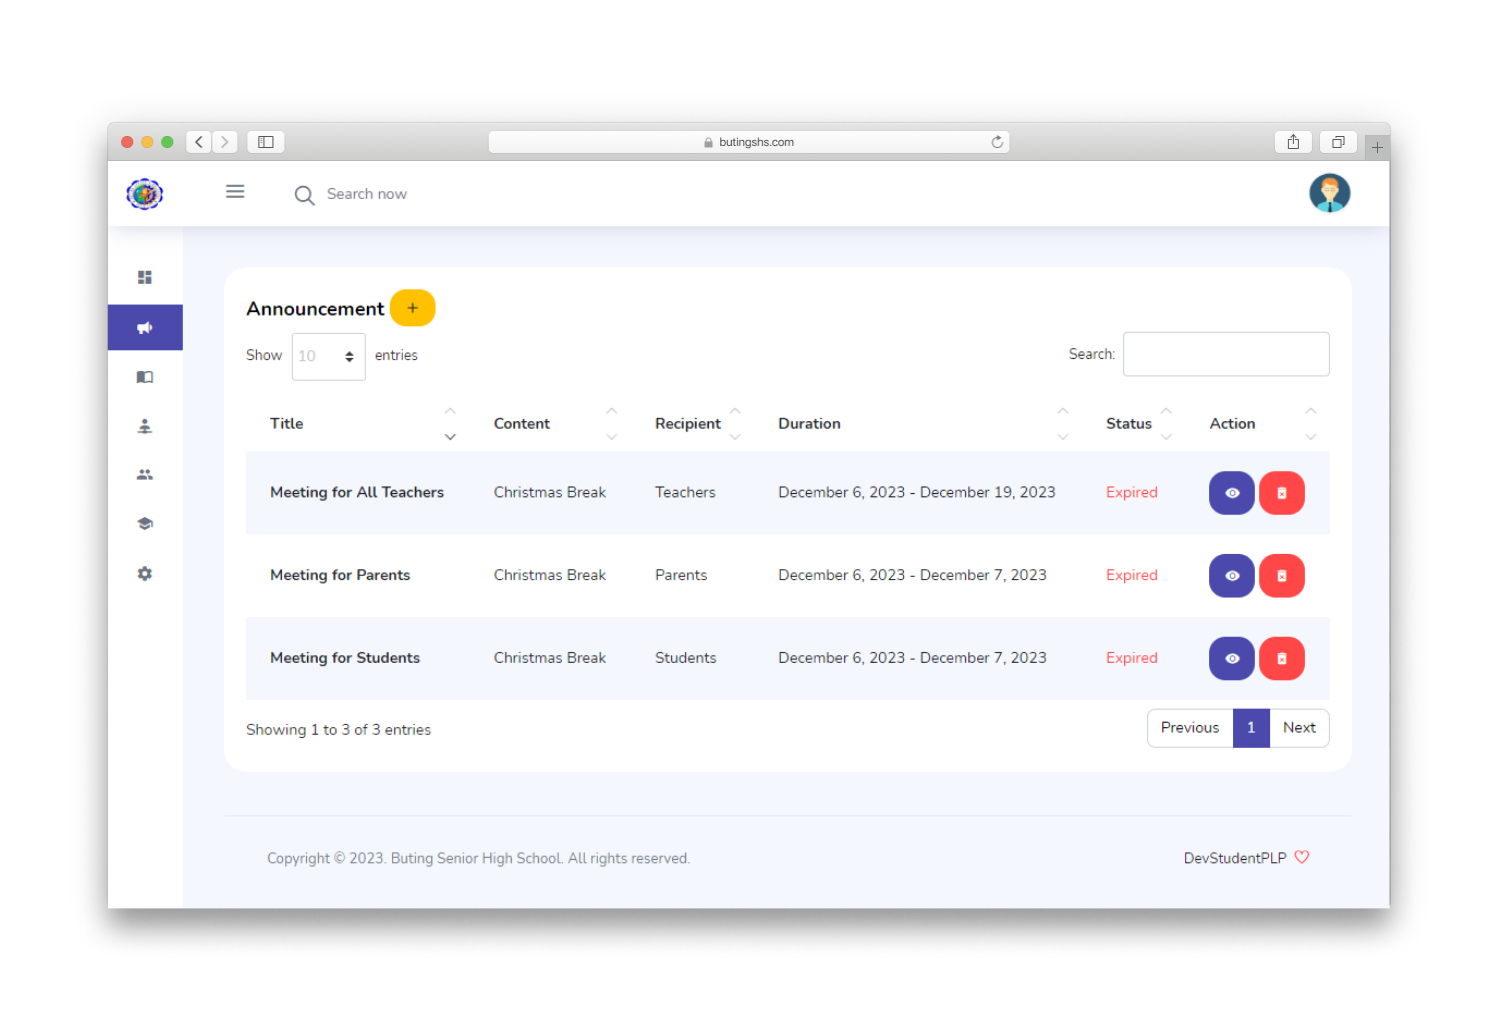 butingshs.com
Search now
Announcement +
Show 10 entries
Search:
Title Content Recipient Duration Status Action
Meeting for All Teachers Christmas Break Teachers December 6, 2023 - December 19, 2023 Expired
Meeting for Parents Christmas Break Parents December 6, 2023 - December 7, 2023 Expired
Meeting for Students Christmas Break Students December 6, 2023 - December 7, 2023 Expired
Showing 1 to 3 of 3 entries
Previous 1 Next
Copyright © 2023. Buting Senior High School. All rights reserved.
DevStudentPLP